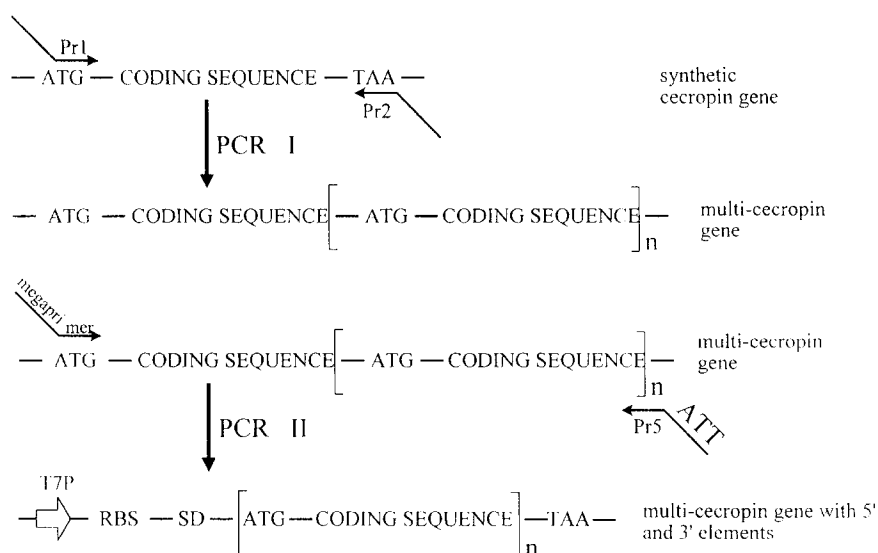 Pr1
— ATG — CODING SEQUENCE — TAA —
Pr2
synthetic
cecropin gene
PCR I
— ATG — CODING SEQUENCE [ — ATG — CODING SEQUENCE ] n —
multi-cecropin
gene
megapri
mer
— ATG — CODING SEQUENCE [ — ATG — CODING SEQUENCE ] n —
multi-cecropin
gene
PCR II
Pr5
ATT
T7P
— RBS — SD — [ ATG — CODING SEQUENCE ] n — TAA —
multi-cecropin gene with 5'
and 3' elements